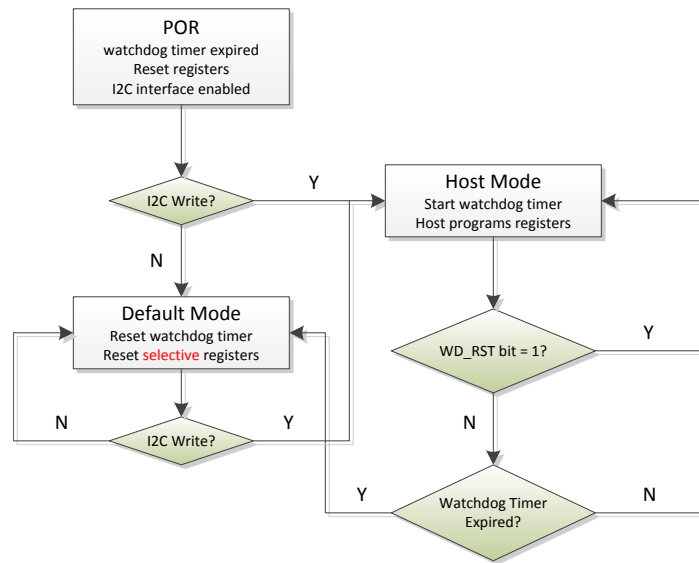 POR
watchdog timer expired
Reset registers
I2C interface enabled
I2C Write?
Y
N
Host Mode
Start watchdog timer
Host programs registers
Default Mode
Reset watchdog timer
Reset selective registers
WD_RST bit = 1?
Y
N
I2C Write?
N
Y
Watchdog Timer
Expired?
Y
N